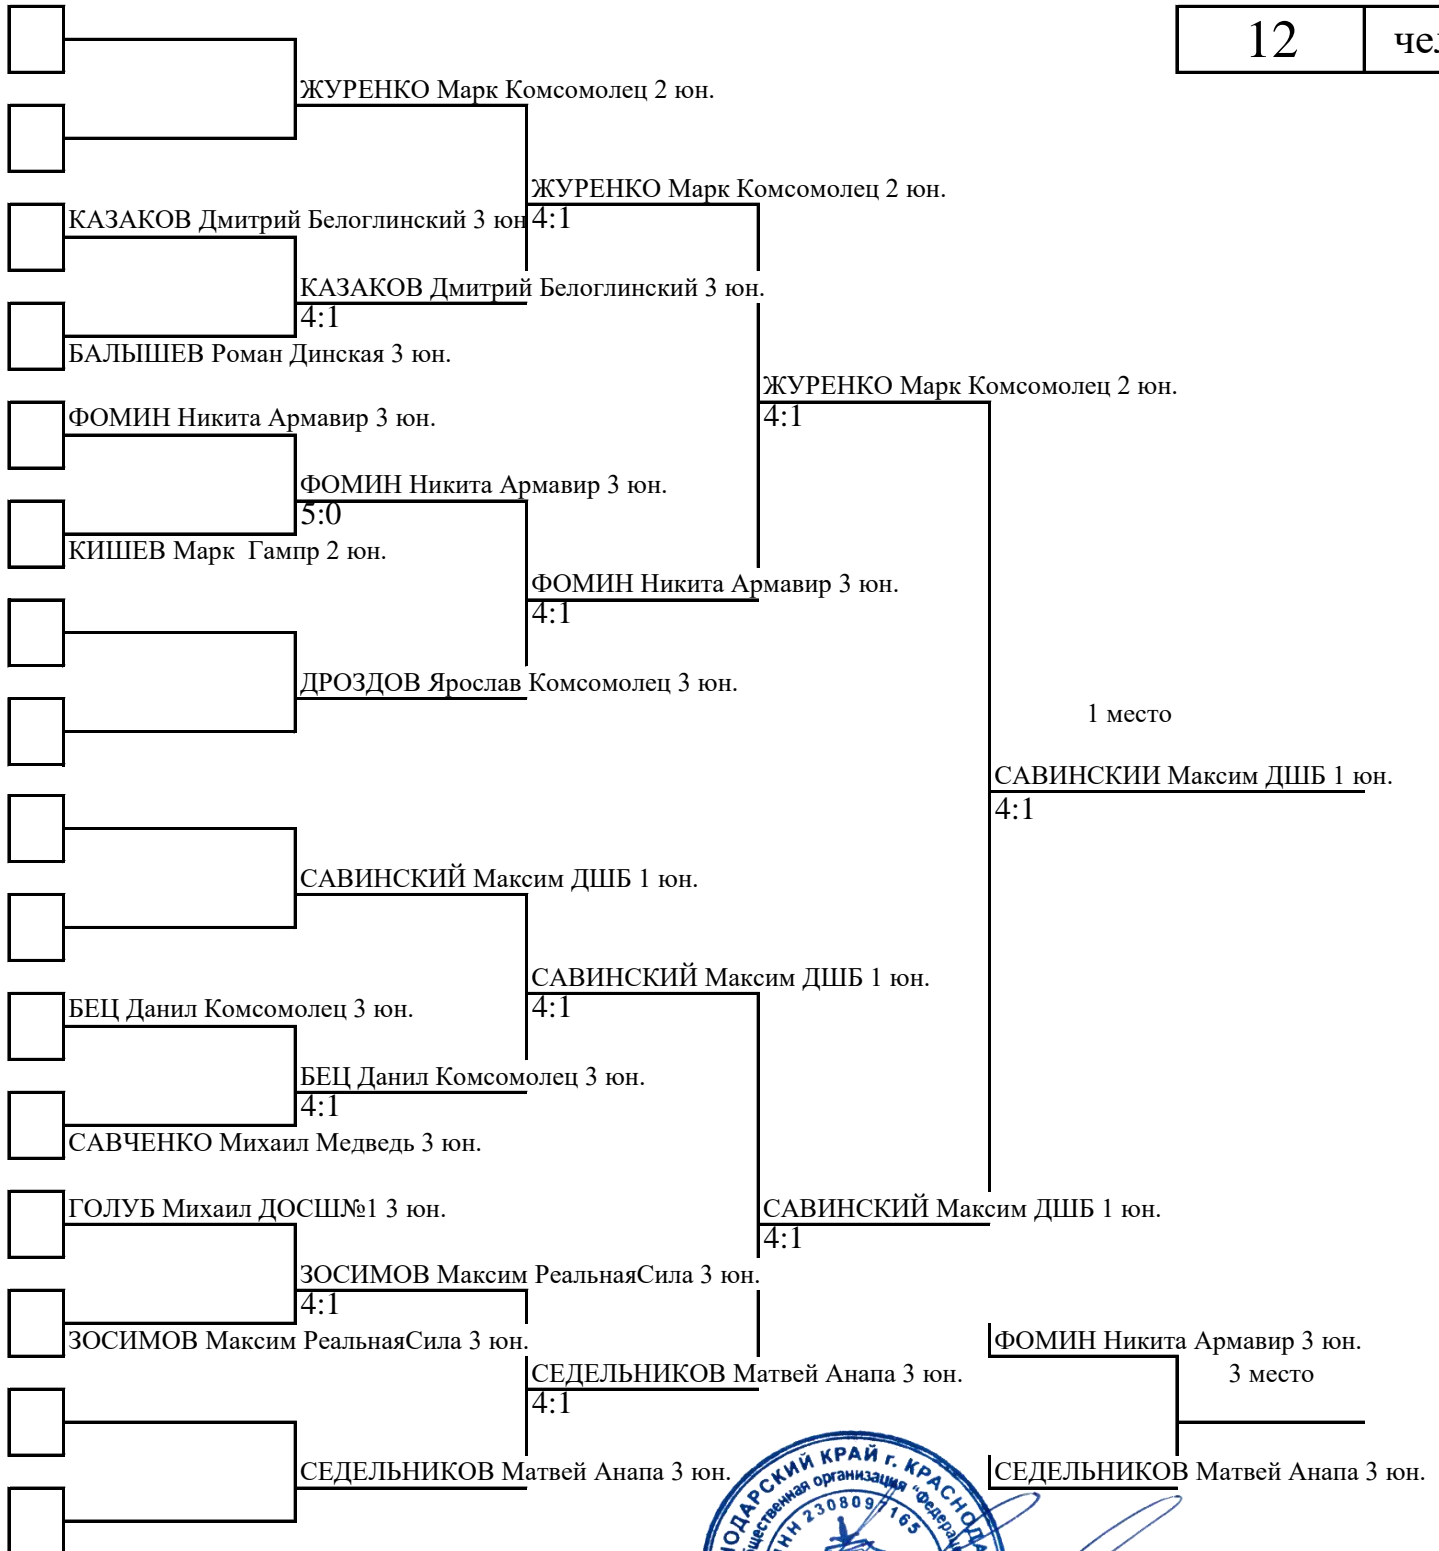 12
ЖУРЕНКО Марк Комсомолец 2 юн.
ЖУРЕНКО Марк Комсомолец 2 юн.
КАЗАКОВ Дмитрий Белоглинский 3 юн
4:1
КАЗАКОВ Дмитрий Белоглинский 3 юн.
4:1
БАЛЫШЕВ Роман Динская 3 юн.
ЖУРЕНКО Марк Комсомолец 2 юн.
4:1
ФОМИН Никита Армавир 3 юн.
ФОМИН Никита Армавир 3 юн.
5:0
КИШЕВ Марк Гампр 2 юн.
ФОМИН Никита Армавир 3 юн.
4:1
ДРОЗДОВ Ярослав Комсомолец 3 юн.
1 место
САВИНСКИИ Максим ДШБ 1 юн.
4:1
САВИНСКИЙ Максим ДШБ 1 юн.
САВИНСКИЙ Максим ДШБ 1 юн.
4:1
БЕЦ Данил Комсомолец 3 юн.
БЕЦ Данил Комсомолец 3 юн.
4:1
САВЧЕНКО Михаил Медведь 3 юн.
ГОЛУБ Михаил ДОСШ№1 3 юн.
САВИНСКИЙ Максим ДШБ 1 юн.
4:1
ЗОСИМОВ Максим РеальнаяСила 3 юн.
4:1
ЗОСИМОВ Максим РеальнаяСила 3 юн.
ФОМИН Никита Армавир 3 юн.
СЕДЕЛЬНИКОВ Матвей Анапа 3 юн.
3 место
4:1
СЕДЕЛЬНИКОВ Матвей Анапа 3 юн.
СЕДЕЛЬНИКОВ Матвей Анапа 3 юн.
КРАЙ г.
организация
ИНН 2308097165